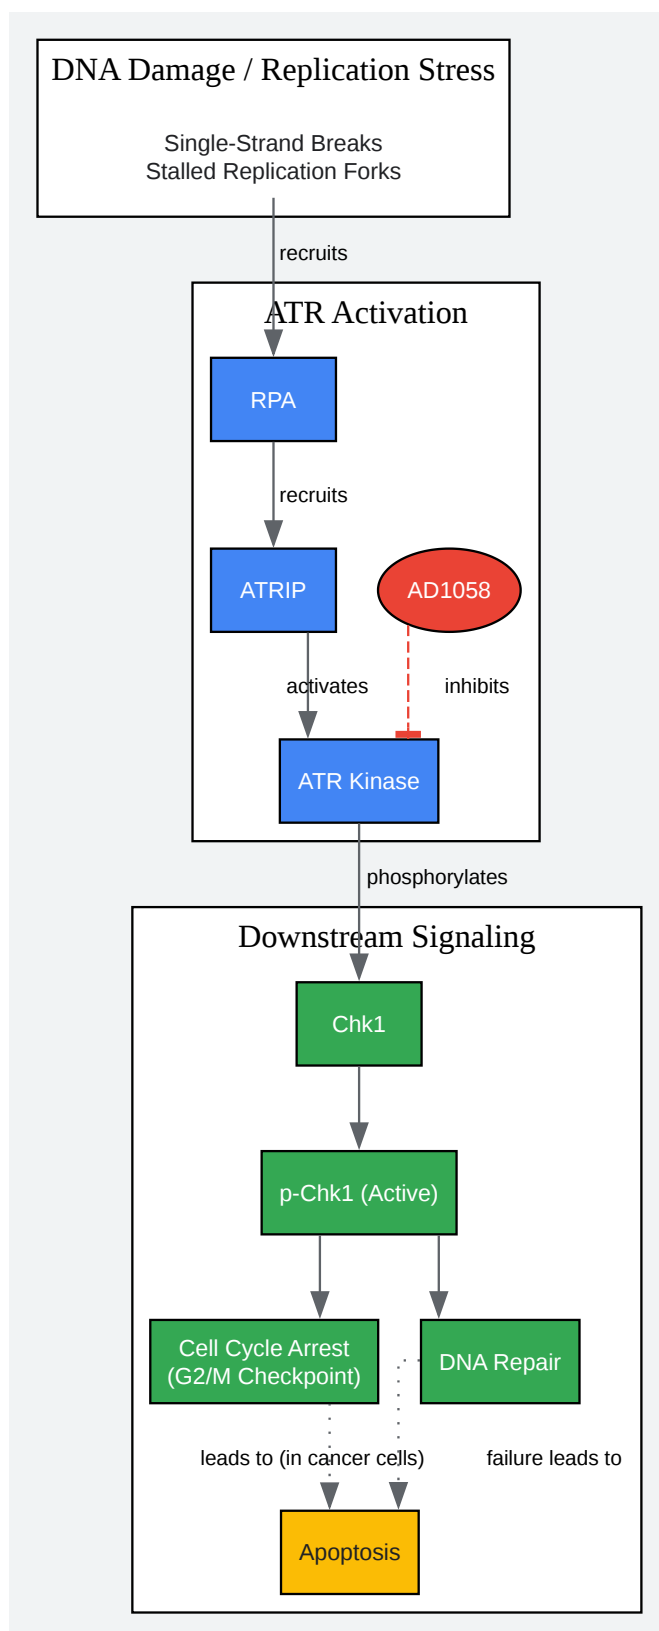 DNA Damage / Replication Stress
Single-Strand Breaks
Stalled Replication Forks
recruits
ATR Activation
RPA
recruits
ATRIP
AD1058
activates
inhibits
ATR Kinase
phosphorylates
Downstream Signaling
Chk1
p-Chk1 (Active)
Cell Cycle Arrest
(G2/M Checkpoint)
DNA Repair
leads to (in cancer cells)
failure leads to
Apoptosis